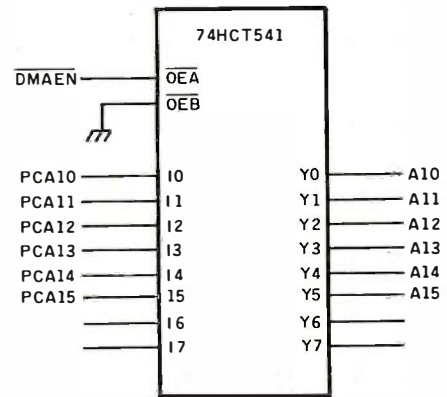 74HCT541
DMAEN OEA
OEB
PCA10 I0 Y0 A10
PCA11 I1 Y1 A11
PCA12 I2 Y2 A12
PCA13 I3 Y3 A13
PCA14 I4 Y4 A14
PCA15 I5 Y5 A15
I6 Y6
I7 Y7